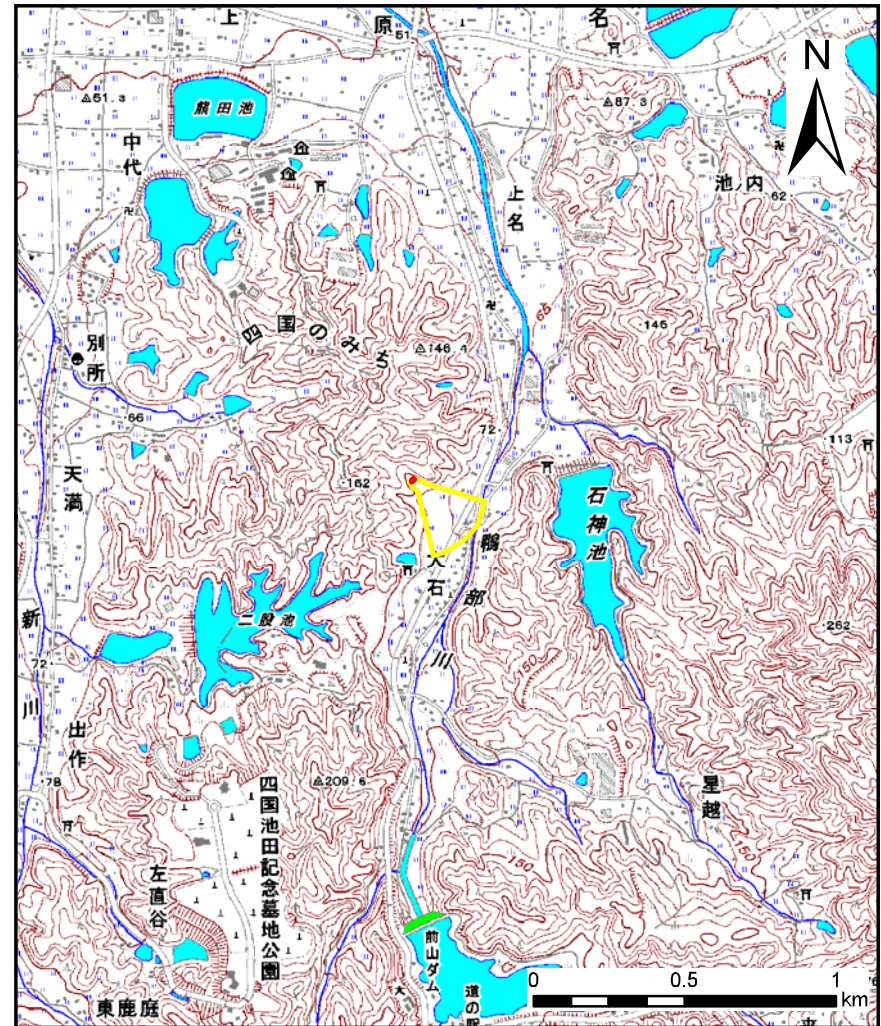 上
原
51
名
N
51.3
熊田池
87.3
中代
上名
池ノ内
62
65
145
四国のみち
146.4
別所
66
72
113
天満
162
石神池
鴨部川
大石
二股池
262
新川
72
150
出作
78
209.6
星越
150
150
四国池田記念墓地公園
左直谷
前山ダム
道の駅
東鹿庭
0 0.5 1
km